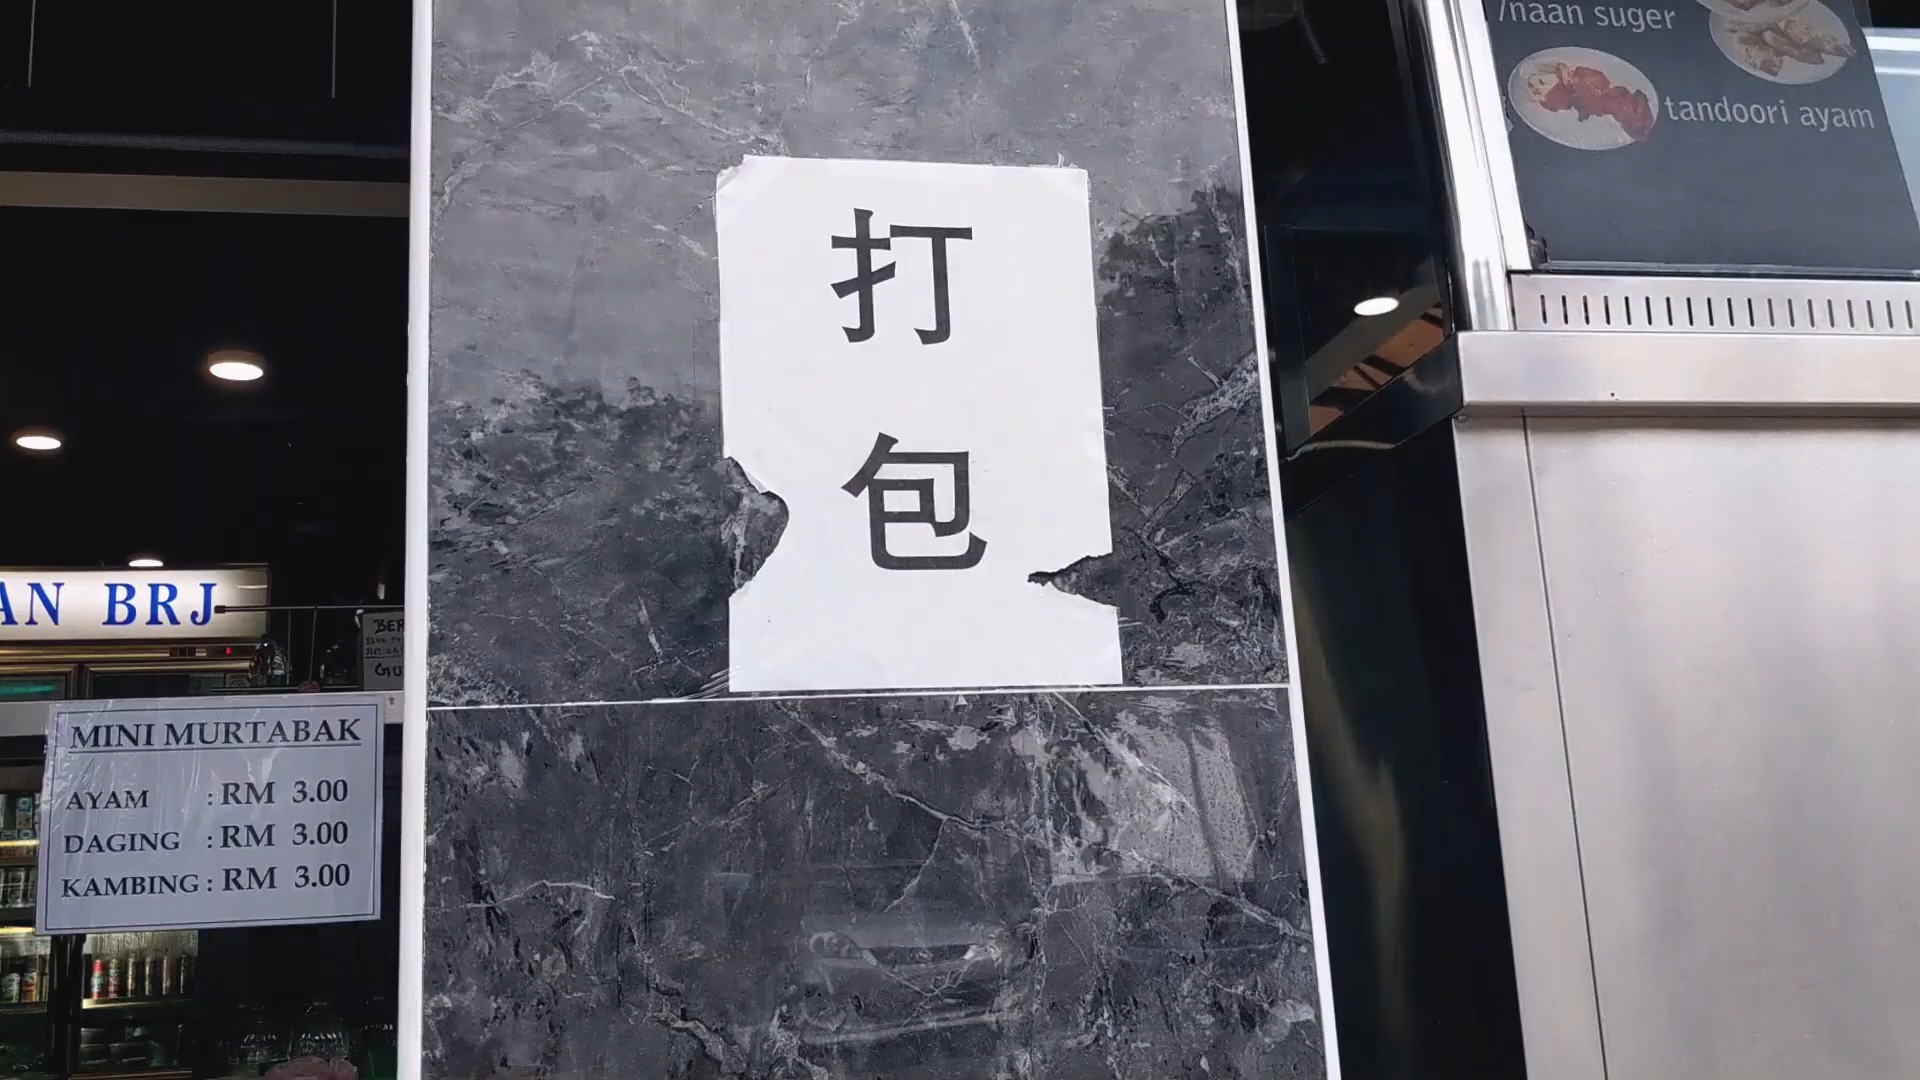 /naan suger
tandoori ayam
打
包
AN BRJ
MINI MURTABAK
AYAM : RM 3.00
DAGING : RM 3.00
KAMBING : RM 3.00